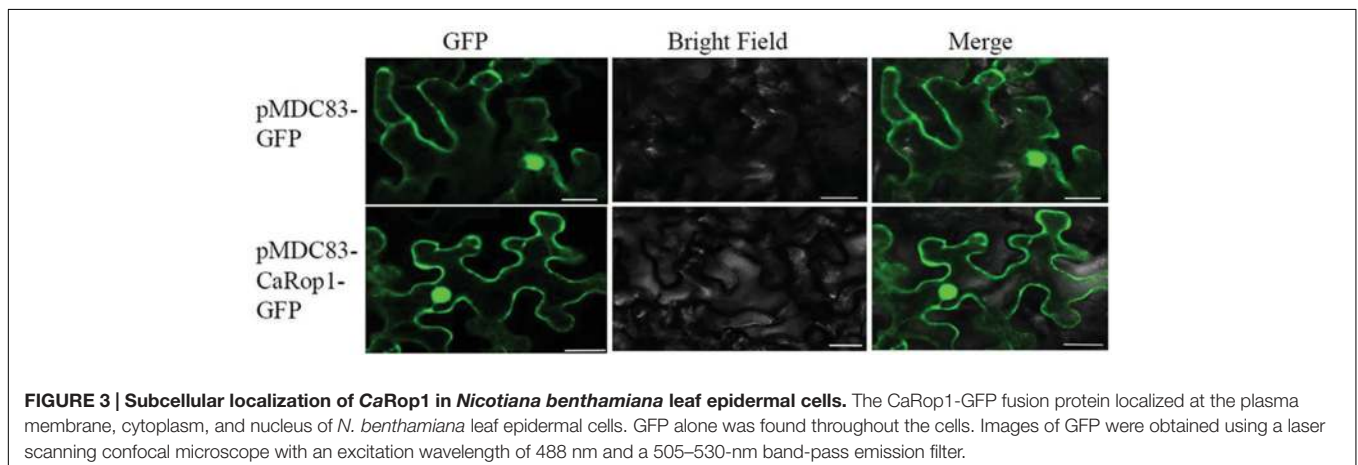 GFP Bright Field Merge
pMDC83-
GFP
pMDC83-
CaRop1-
GFP
FIGURE 3 | Subcellular localization of CaRop1 in Nicotiana benthamiana leaf epidermal cells. The CaRop1-GFP fusion protein localized at the plasma
membrane, cytoplasm, and nucleus of N. benthamiana leaf epidermal cells. GFP alone was found throughout the cells. Images of GFP were obtained using a laser
scanning confocal microscope with an excitation wavelength of 488 nm and a 505–530-nm band-pass emission filter.